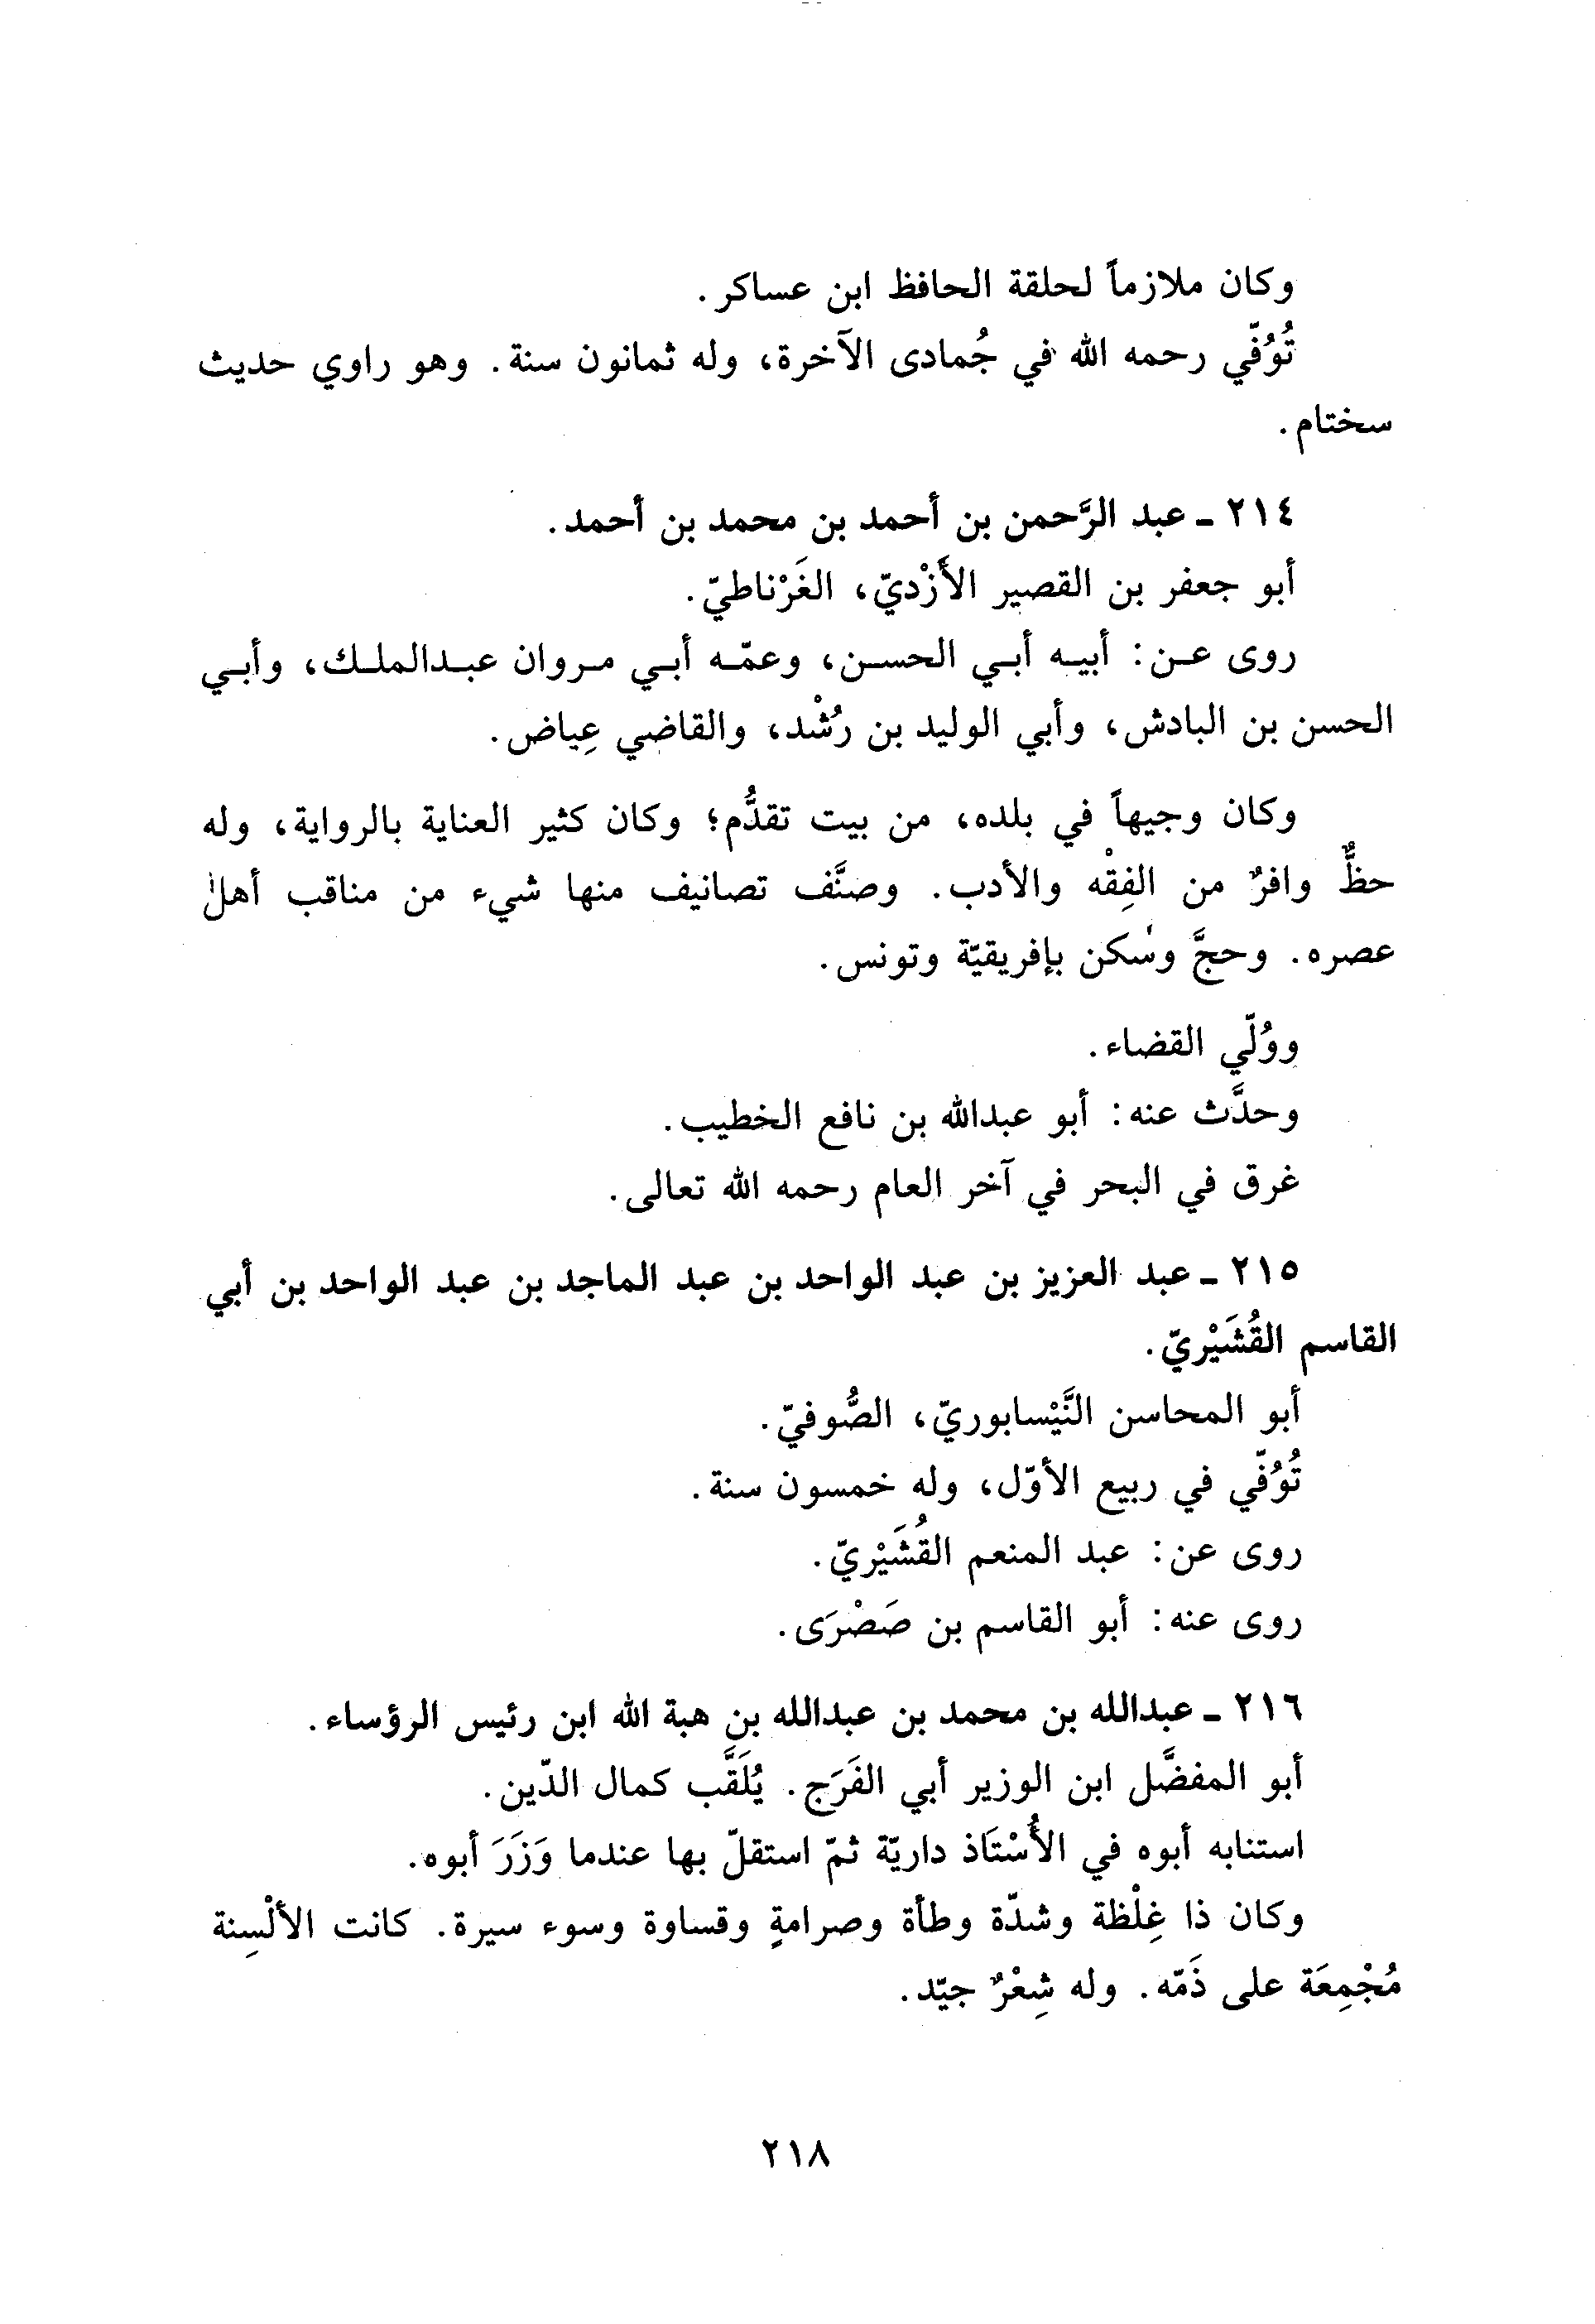 وكان ملازماً لحلقة الحافظ ابن عساكر.
تُوُفّي رحمه الله في جُمادى الآخرة، وله ثمانون سنة. وهو راوي حديث
سختام.
٢١٤ ـ عبد الرَّحمن بن أحمد بن محمد بن أحمد.
أبو جعفر بن القصير الأَزْديّ، الغَرْناطيّ.
روى عن: أبيه أبي الحسن، وعمّه أبي مروان عبدالملك، وأبي
الحسن بن البادش، وأبي الوليد بن رُشْد، والقاضي عِياض.
وكان وجيهاً في بلده، من بيت تقدُّم؛ وكان كثير العناية بالرواية، وله
حظٌّ وافرٌ من الفِقْه والأدب. وصنَّف تصانيف منها شيء من مناقب أهل
عصره. وحجَّ وسكن بإفريقيّة وتونس.
ووُلّي القضاء.
وحدَّث عنه: أبو عبدالله بن نافع الخطيب.
غرق في البحر في آخر العام رحمه الله تعالى.
٢١٥ ـ عبد العزيز بن عبد الواحد بن عبد الماجد بن عبد الواحد بن أبي
القاسم القُشَيْريّ.
أبو المحاسن النَّيْسابوريّ، الصُّوفيّ.
تُوُفّي في ربيع الأوّل، وله خمسون سنة.
روى عن: عبد المنعم القُشَيْريّ.
روى عنه: أبو القاسم بن صَصْرَى.
٢١٦ ـ عبدالله بن محمد بن عبدالله بن هبة الله ابن رئيس الرؤساء.
أبو المفضَّل ابن الوزير أبي الفَرَج. يُلَقَّب كمال الدّين.
استنابه أبوه في الأُسْتَاذ داريّة ثمّ استقلّ بها عندما وَزَرَ أبوه.
وكان ذا غِلْظة وشدّة وطأة وصرامةٍ وقساوة وسوء سيرة. كانت الألْسِنة
مُجْمِعَة على ذَمّه. وله شِعْرٌ جيّد.
٢١٨